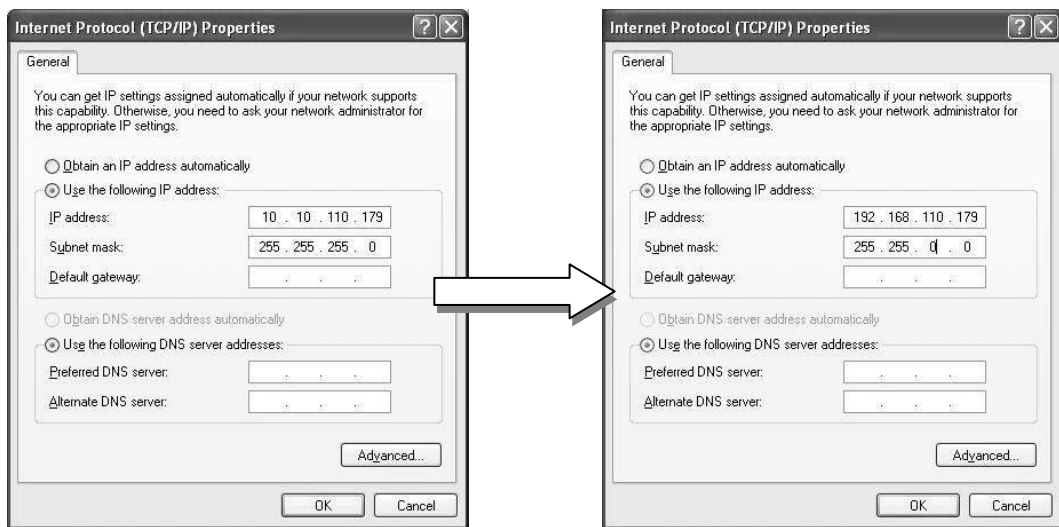 Internet Protocol (TCP/IP) Properties
General
You can get IP settings assigned automatically if your network supports
this capability. Otherwise, you need to ask your network administrator for
the appropriate IP settings.
Obtain an IP address automatically
Use the following IP address:
IP address: 10 . 10 . 110 . 179
Subnet mask: 255 . 255 . 255 . 0
Default gateway: . . .
Obtain DNS server address automatically
Use the following DNS server addresses:
Preferred DNS server: . . .
Alternate DNS server: . . .
Advanced...
OK Cancel
Internet Protocol (TCP/IP) Properties
General
You can get IP settings assigned automatically if your network supports
this capability. Otherwise, you need to ask your network administrator for
the appropriate IP settings.
Obtain an IP address automatically
Use the following IP address:
IP address: 192 . 168 . 110 . 179
Subnet mask: 255 . 255 . 0 . 0
Default gateway: . . .
Obtain DNS server address automatically
Use the following DNS server addresses:
Preferred DNS server: . . .
Alternate DNS server: . . .
Advanced...
OK Cancel